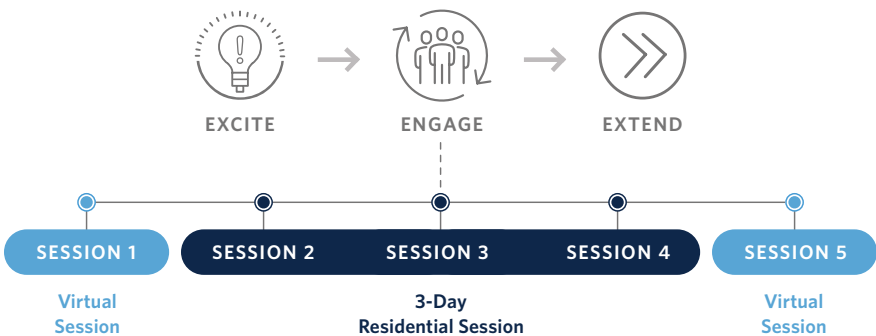 EXCITE
ENGAGE
EXTEND
SESSION 1
SESSION 2
SESSION 3
SESSION 4
SESSION 5
Virtual
Session
3-Day
Residential Session
Virtual
Session